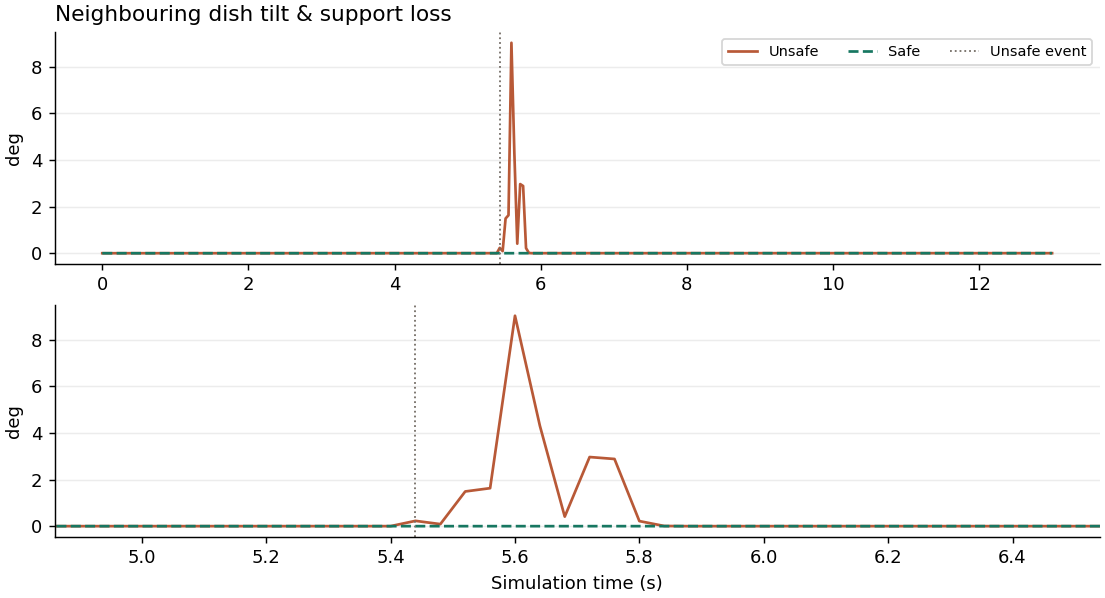 Neighbouring dish tilt & support loss
Unsafe Safe Unsafe event
deg
8
6
4
2
0
0 2 4 6 8 10 12
deg
8
6
4
2
0
5.0 5.2 5.4 5.6 5.8 6.0 6.2 6.4
Simulation time (s)